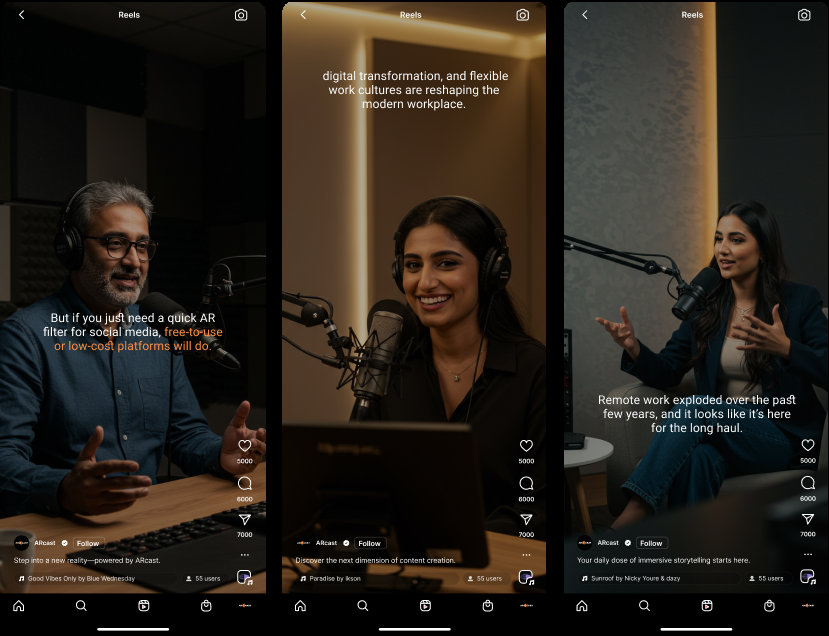 Reels
But if you just need a quick AR
filter for social media, free-to-use
or low-cost platforms will do.
5000
6000
7000
ARcast
Follow
Step into a new reality—powered by ARcast.
Good Vibes Only by Blue Wednesday
55 users
Reels
digital transformation, and flexible
work cultures are reshaping the
modern workplace.
5000
6000
7000
ARcast
Follow
Discover the next dimension of content creation.
Paradise by Ikson
55 users
Reels
Remote work exploded over the past
few years, and it looks like it's here
for the long haul.
5000
6000
7000
ARcast
Follow
Your daily dose of immersive storytelling starts here.
Sunroof by Nicky Youre & dazy
55 users